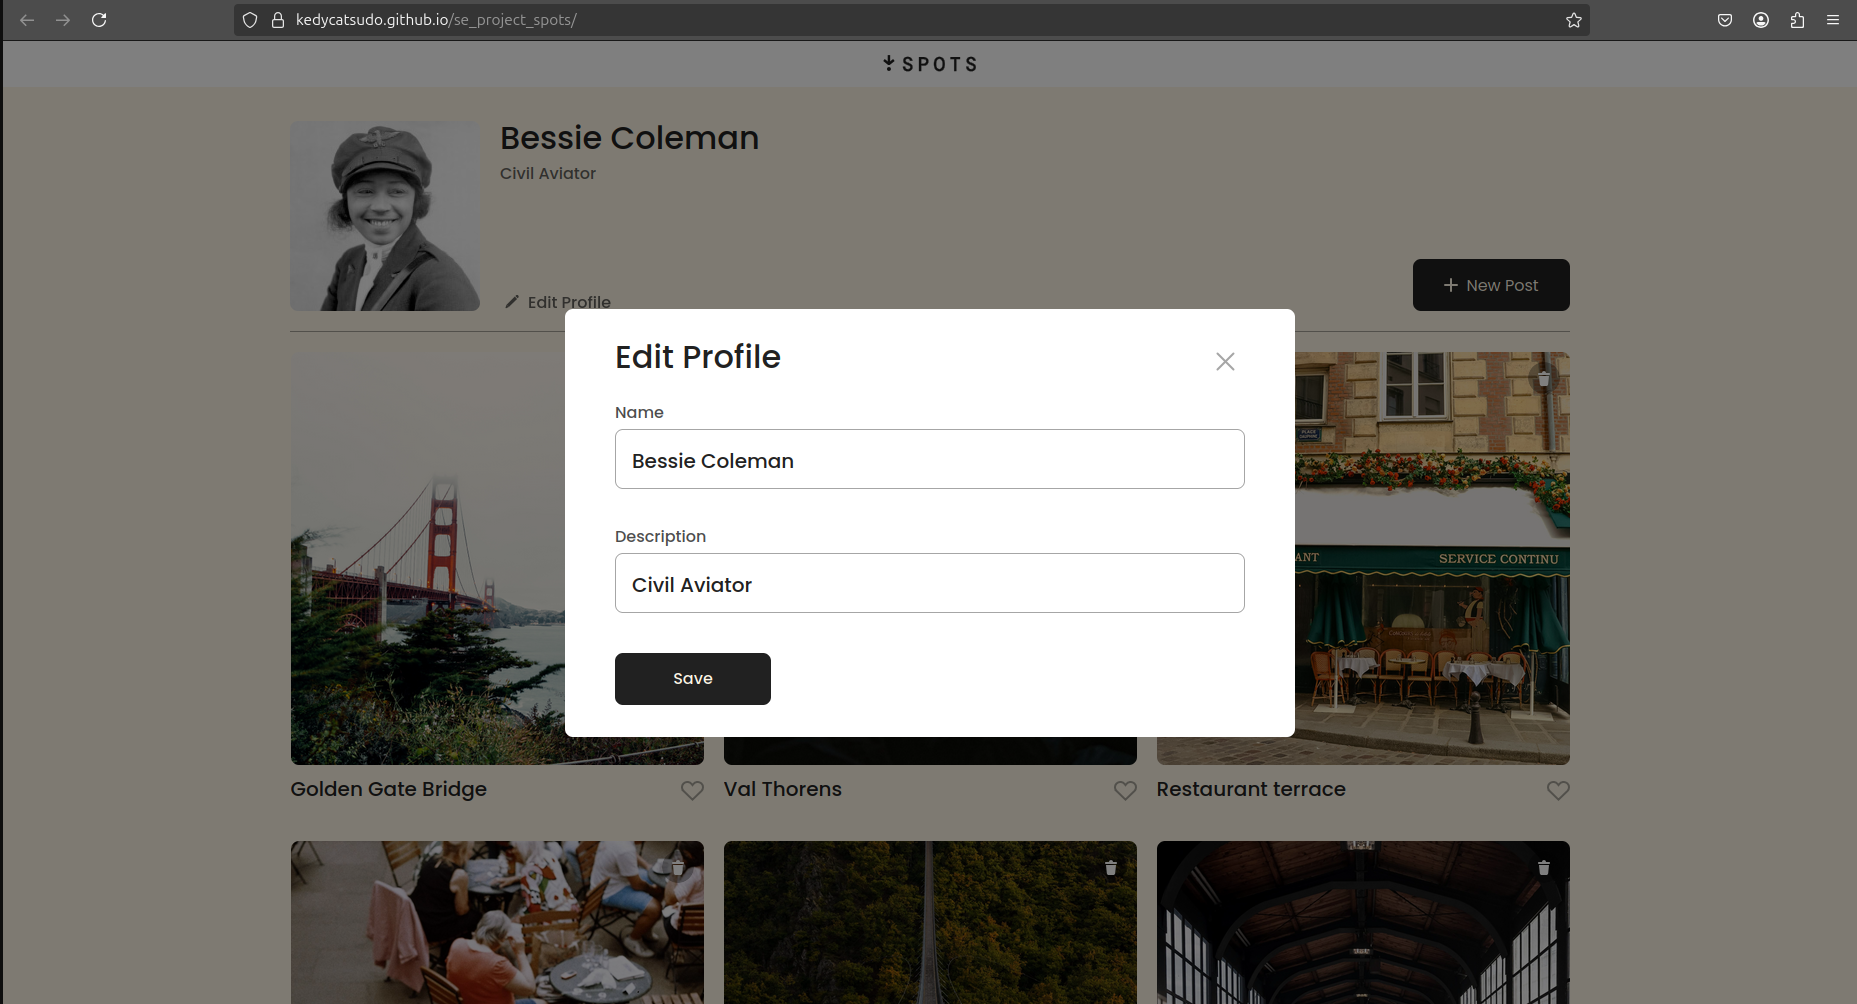 kedycatsudo.github.io/se_project_spots/
SPOTS
Bessie Coleman
Civil Aviator
Edit Profile
New Post
Edit Profile
Name
Bessie Coleman
Description
Civil Aviator
Save
PLACE
ANT
SERVICE CONTINU
Golden Gate Bridge
Val Thorens
Restaurant terrace